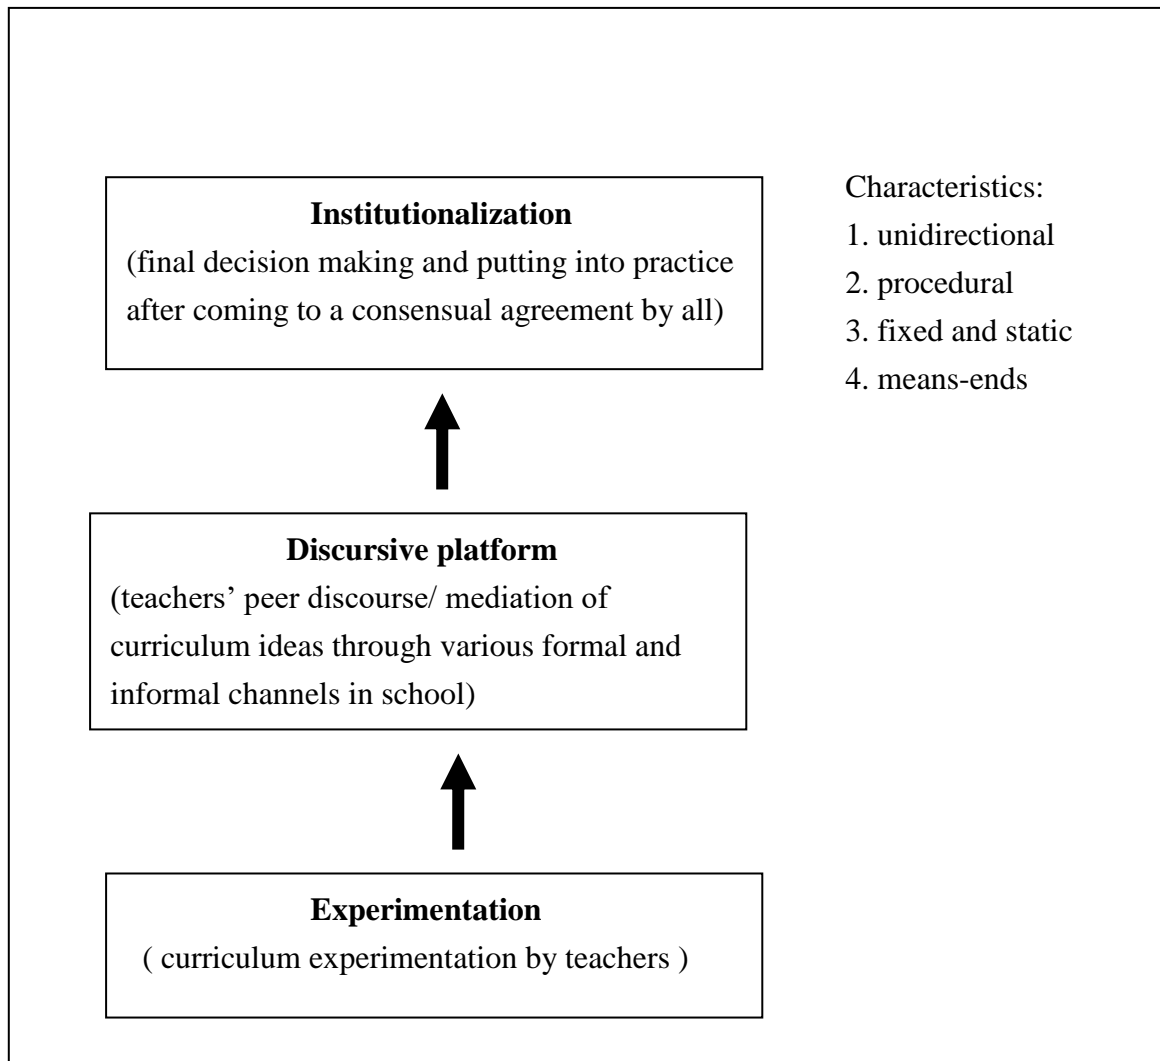 Institutionalization
(final decision making and putting into practice
after coming to a consensual agreement by all)
Characteristics:
1. unidirectional
2. procedural
3. fixed and static
4. means-ends
Discursive platform
(teachers’ peer discourse/ mediation of
curriculum ideas through various formal and
informal channels in school)
Experimentation
( curriculum experimentation by teachers )